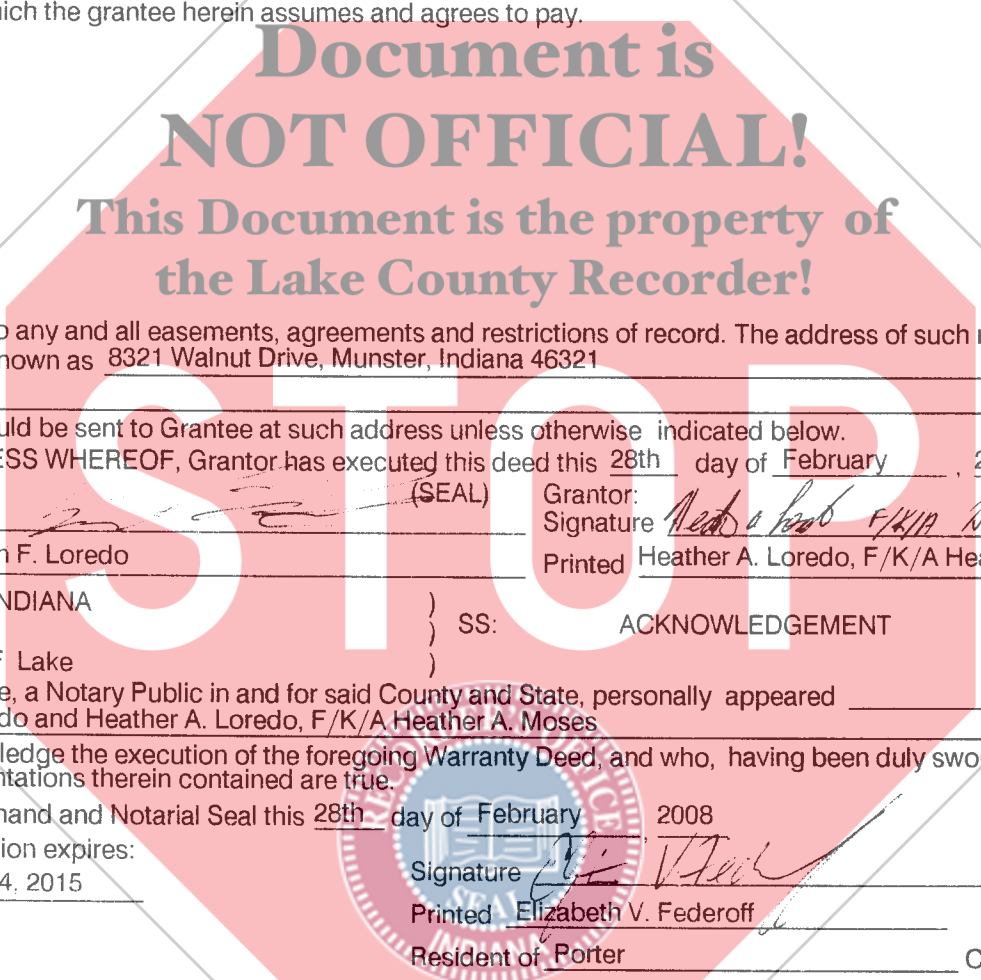 ich the grantee herein assumes and agrees to pay.
Document is
NOT OFFICIAL!
This Document is the property of
the Lake County Recorder!
o any and all easements, agreements and restrictions of record. The address of such
nown as 8321 Walnut Drive, Munster, Indiana 46321
STOP
uld be sent to Grantee at such address unless otherwise indicated below.
ESS WHEREOF, Grantor has executed this deed this 28th day of February , 2
(SEAL) Grantor:
Signature F/K/A
n F. Loredo Printed Heather A. Loredo, F/K/A Hea
NDIANA )
) SS: ACKNOWLEDGEMENT
F Lake )
e, a Notary Public in and for said County and State, personally appeared
do and Heather A. Loredo, F/K/A Heather A. Moses
ledge the execution of the foregoing Warranty Deed, and who, having been duly swo
ntations therein contained are true.
hand and Notarial Seal this 28th day of February , 2008
ion expires:
4, 2015
Signature
Printed Elizabeth V. Federoff
Resident of Porter C
RECORDER'S OFFICE
SEAL
INDIANA